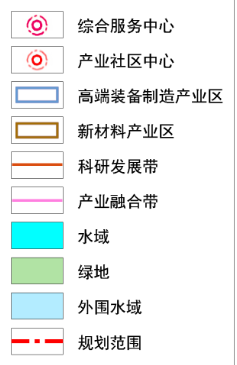 综合服务中心
产业社区中心
高端装备制造产业区
新材料产业区
科研发展带
产业融合带
水域
绿地
外围水域
规划范围